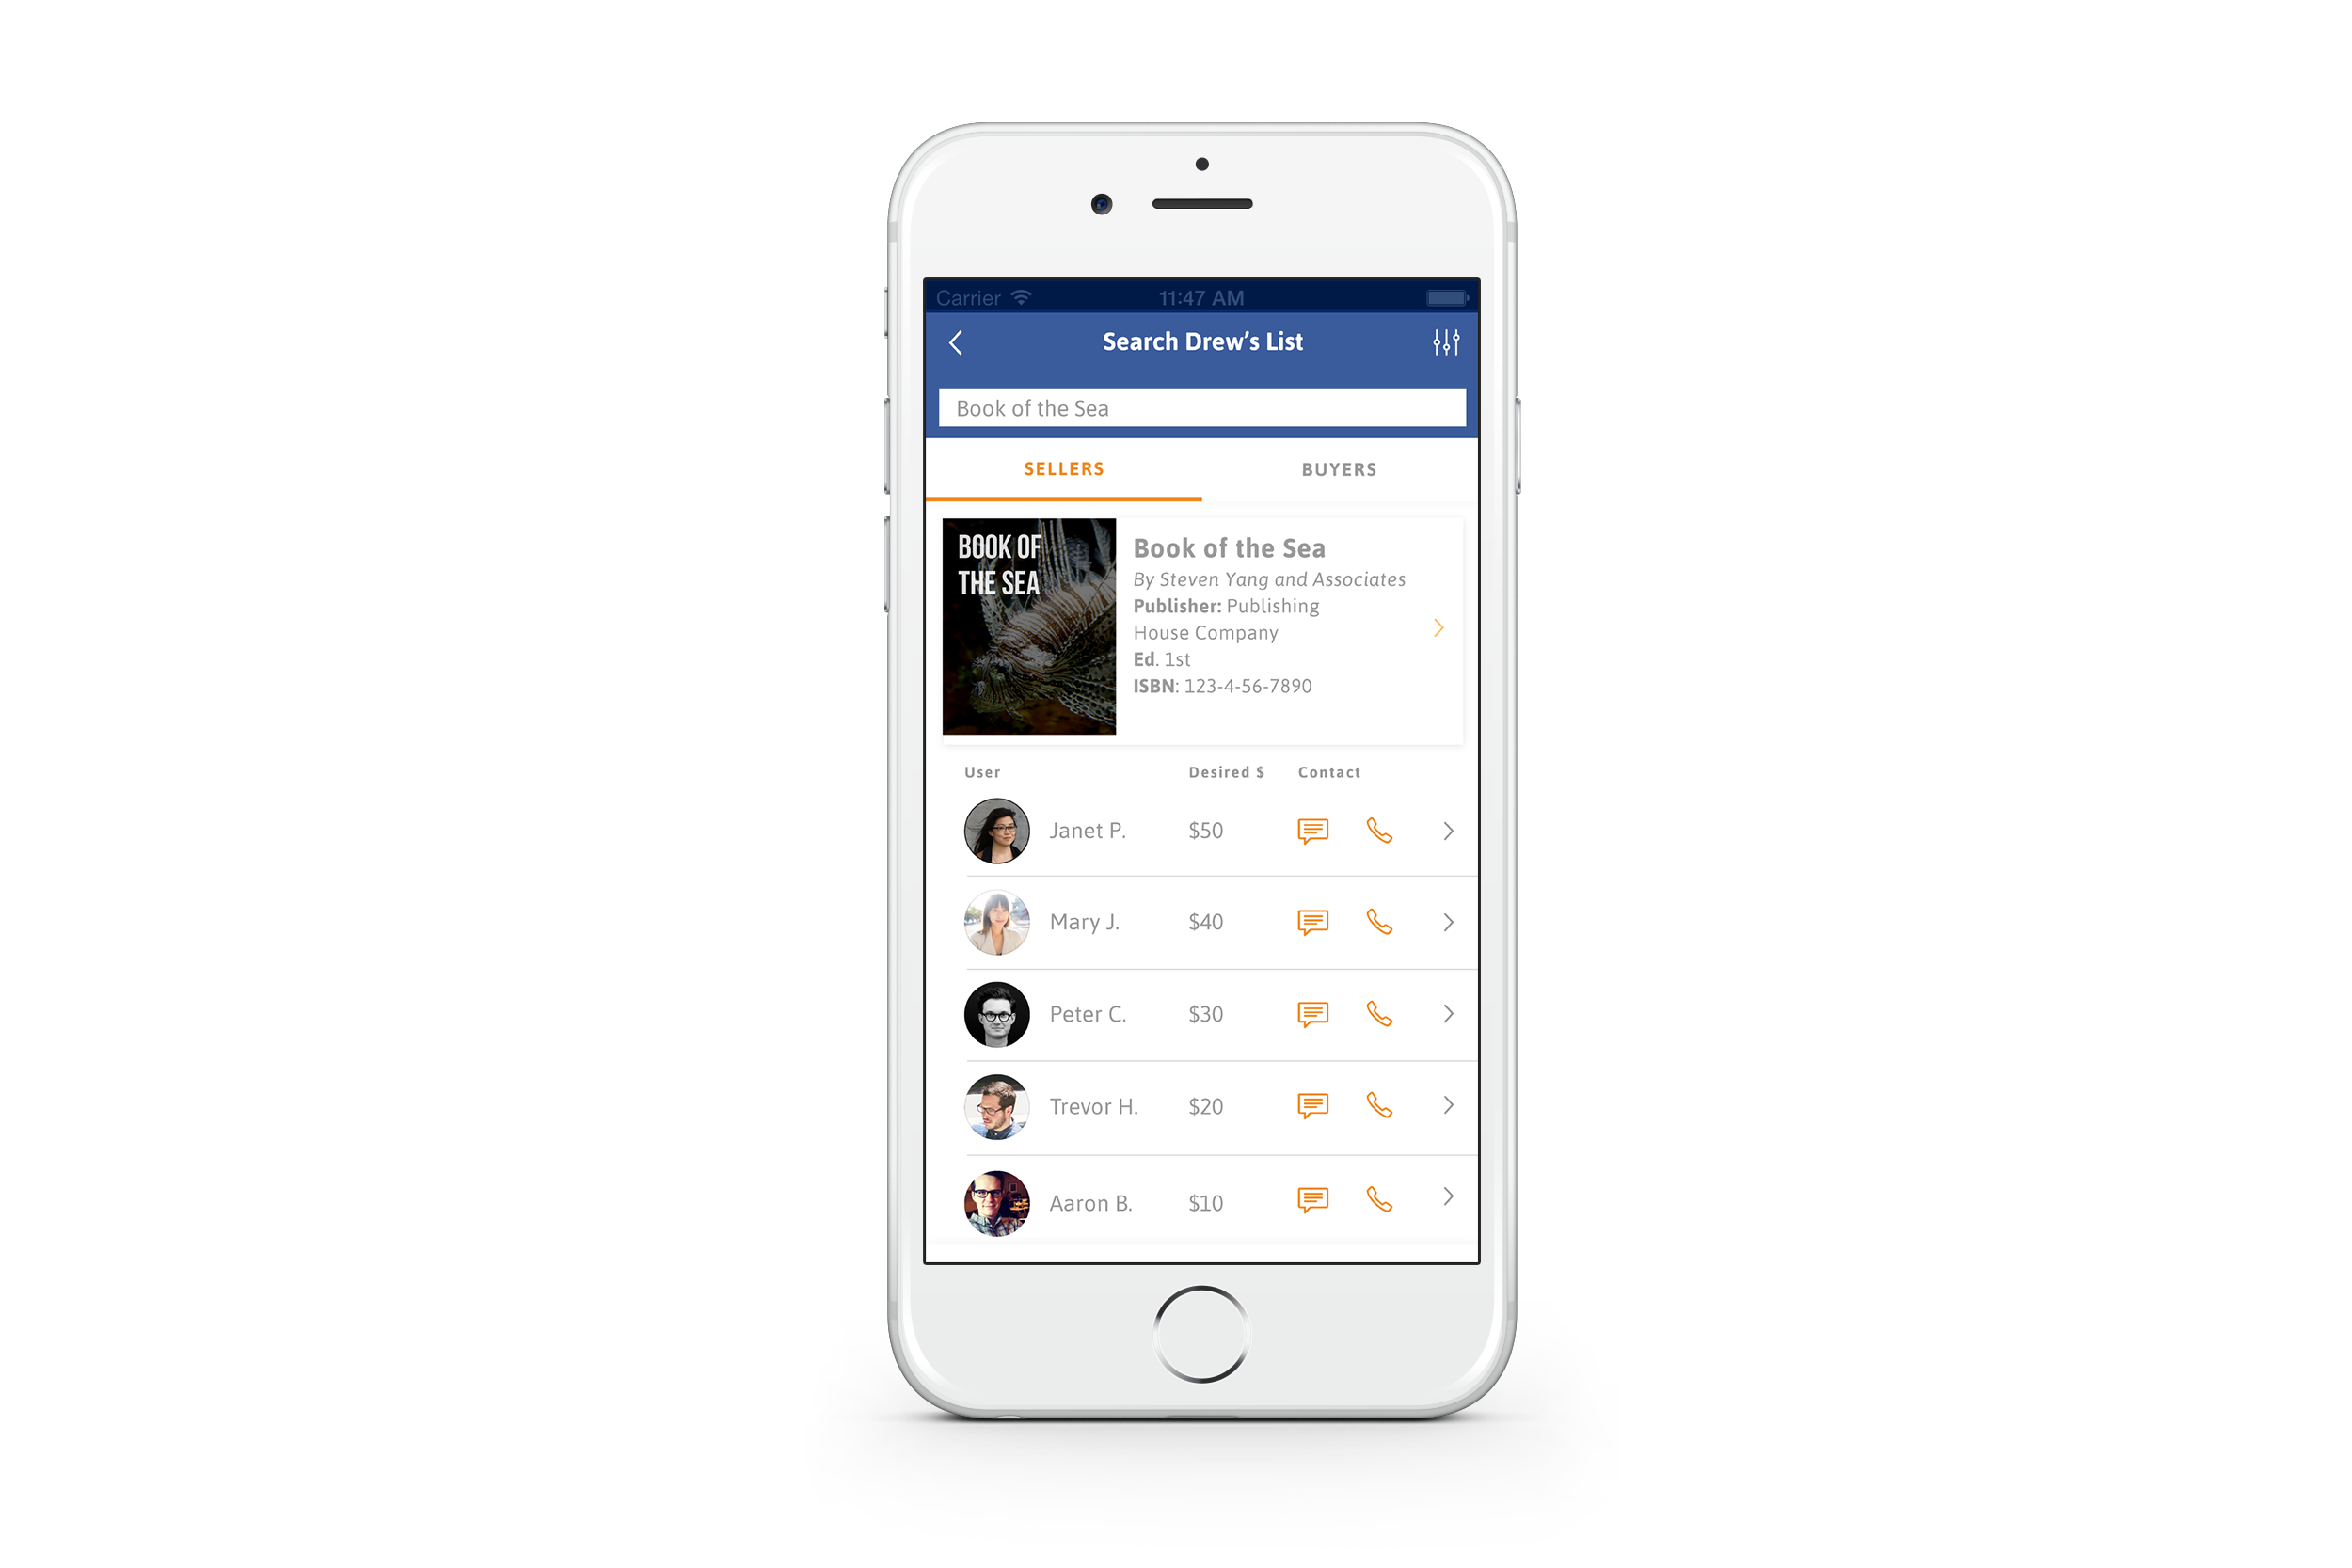 Carrier 11:47 AM
Search Drew's List
Book of the Sea
SELLERS BUYERS
BOOK OF
THE SEA
Book of the Sea
By Steven Yang and Associates
Publisher: Publishing
House Company
Ed. 1st
ISBN: 123-4-56-7890
User Desired $ Contact
Janet P. $50
Mary J. $40
Peter C. $30
Trevor H. $20
Aaron B. $10